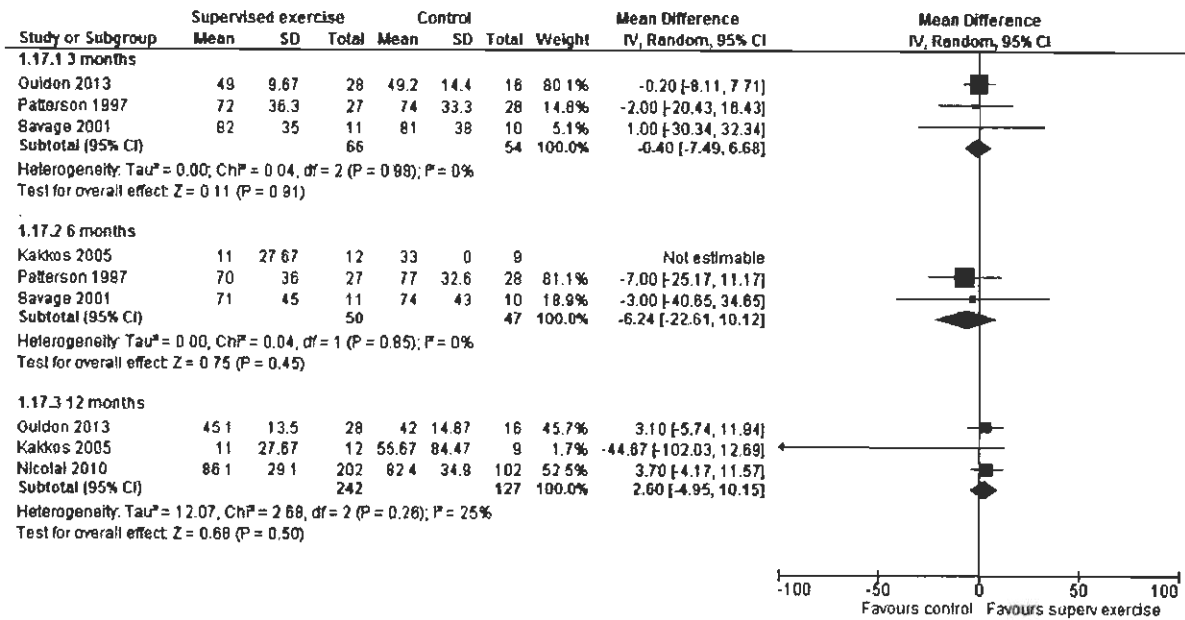 Supervised exercise Control Mean Difference Mean Difference
Study or Subgroup Mean SD Total Mean SD Total Weight IV, Random, 95% CI IV, Random, 95% CI
1.17.1 3 months
Guidon 2013 49 9.67 28 49.2 14.4 16 80.1% -0.20 [-8.11, 7.71]
Patterson 1997 72 36.3 27 74 33.3 28 14.8% -2.00 [-20.43, 16.43]
Savage 2001 82 35 11 81 38 10 5.1% 1.00 [-30.34, 32.34]
Subtotal (95% CI) 66 54 100.0% -0.40 [-7.49, 6.68]
Heterogeneity: Tau² = 0.00; Chi² = 0.04, df = 2 (P = 0.98); I² = 0%
Test for overall effect: Z = 0.11 (P = 0.91)
1.17.2 6 months
Kakkos 2005 11 27.67 12 33 0 9 Not estimable
Patterson 1997 70 36 27 77 32.6 28 81.1% -7.00 [-25.17, 11.17]
Savage 2001 71 45 11 74 43 10 18.9% -3.00 [-40.65, 34.65]
Subtotal (95% CI) 50 47 100.0% -6.24 [-22.61, 10.12]
Heterogeneity: Tau² = 0.00, Chi² = 0.04, df = 1 (P = 0.85); I² = 0%
Test for overall effect: Z = 0.75 (P = 0.45)
1.17.3 12 months
Guidon 2013 45.1 13.5 28 42 14.87 16 45.7% 3.10 [-5.74, 11.94]
Kakkos 2005 11 27.67 12 55.67 84.47 9 1.7% -44.67 [-102.03, 12.69]
Nicolai 2010 86.1 29.1 202 82.4 34.9 102 52.5% 3.70 [-4.17, 11.57]
Subtotal (95% CI) 242 127 100.0% 2.60 [-4.95, 10.15]
Heterogeneity: Tau² = 12.07, Chi² = 2.68, df = 2 (P = 0.26); I² = 25%
Test for overall effect: Z = 0.68 (P = 0.50)
-100 -50 0 50 100
Favours control Favours superv exercise